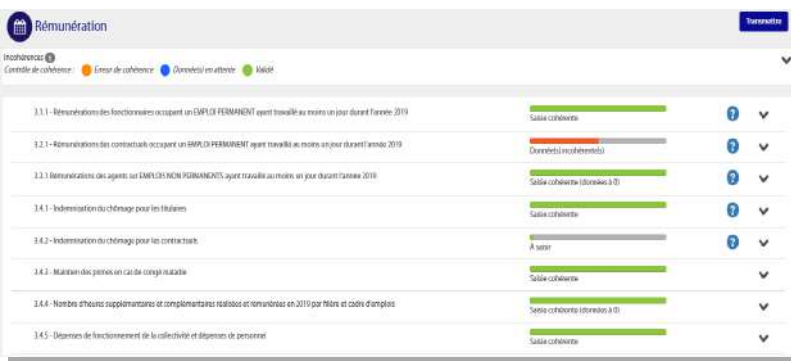 Rémunération
Transmettre
Incohérences 1
Contrôle de cohérence : Erreur de cohérence Donnée(s) en attente Validé
3.1.1 - Rémunérations des fonctionnaires occupant un EMPLOI PERMANENT ayant travaillé au moins un jour durant l'année 2019
Saisie cohérente
3.2.1 - Rémunérations des contractuels occupant un EMPLOI PERMANENT ayant travaillé au moins un jour durant l'année 2019
Donnée(s) incohérente(s)
3.3.1 Rémunérations des agents sur EMPLOIS NON PERMANENTS ayant travaillé au moins un jour durant l'année 2019
Saisie cohérente (données à 0)
3.4.1 - Indemnisation du chômage pour les titulaires
Saisie cohérente
3.4.2 - Indemnisation du chômage pour les contractuels
À saisir
3.4.3 - Maintien des primes en cas de congé maladie
Saisie cohérente
3.4.4 - Nombre d'heures supplémentaires et complémentaires réalisées et rémunérées en 2019 par filière et cadre d'emplois
Saisie cohérente (données à 0)
3.4.5 - Dépenses de fonctionnement de la collectivité et dépenses de personnel
Saisie cohérente